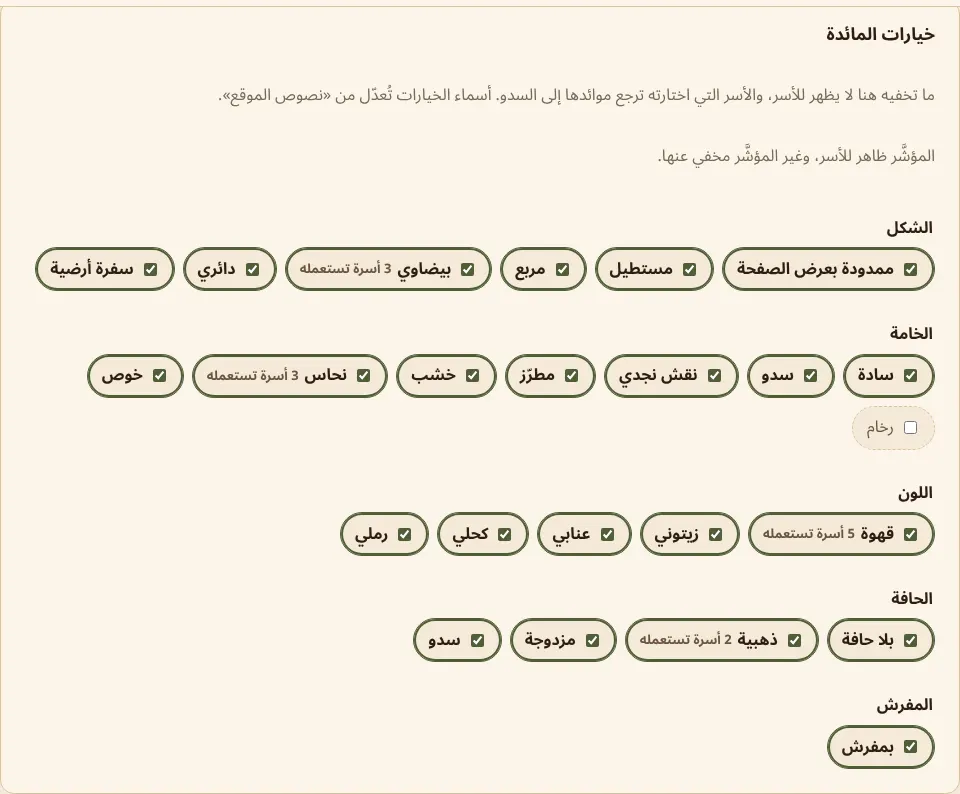 خيارات المائدة
ما تخفيه هنا لا يظهر للأسر، والأسر التي اختارته ترجع موائدها إلى السدو. أسماء الخيارات تُعدّل من «نصوص الموقع».
المؤشَّر ظاهر للأسر، وغير المؤشَّر مخفي عنها.
الشكل
ممدودة بعرض الصفحة مستطيل مربع بيضاوي 3 أسرة تستعمله دائري سفرة أرضية
الخامة
سادة سدو نقش نجدي مطرّز خشب نحاس 3 أسرة تستعمله خوص
رخام
اللون
قهوة 5 أسرة تستعمله زيتوني عنابي كحلي رملي
الحافة
بلا حافة ذهبية 2 أسرة تستعمله مزدوجة سدو
المفرش
بمفرش